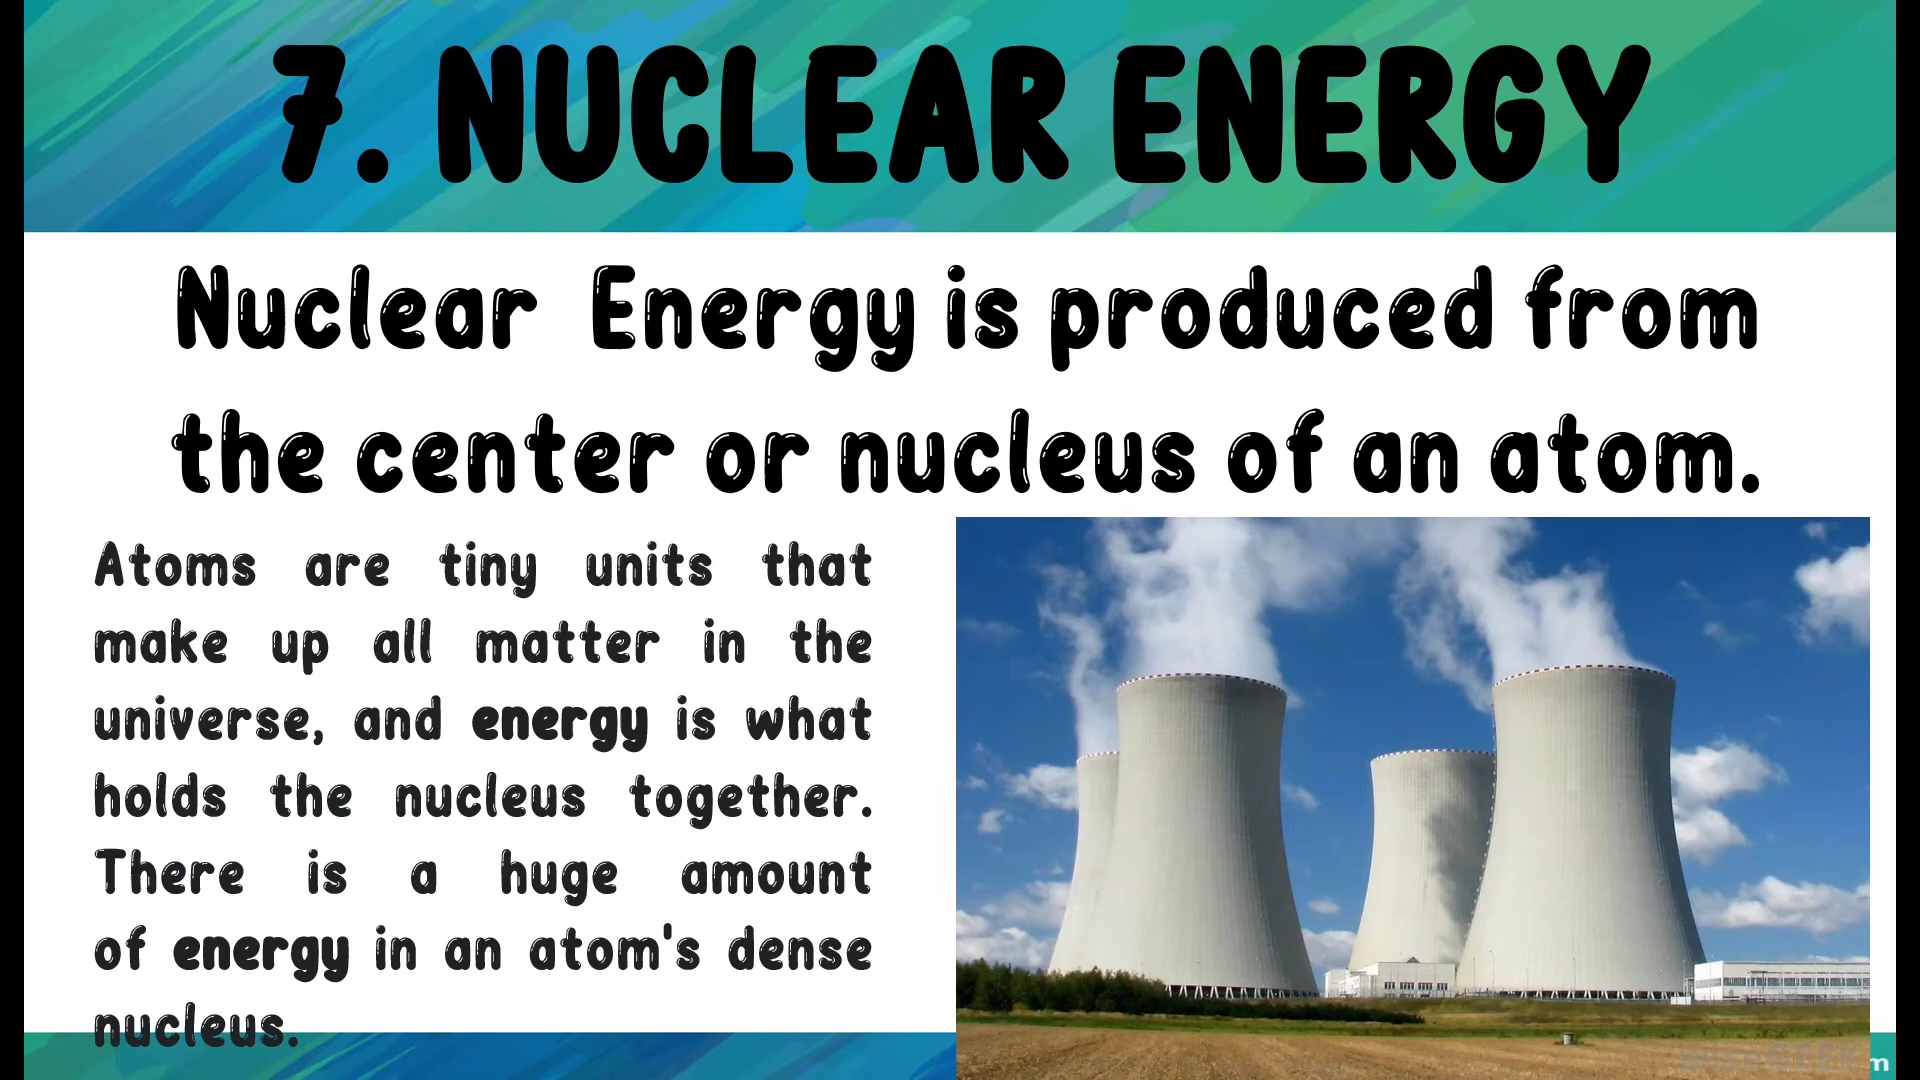 7. NUCLEAR ENERGY
Nuclear Energy is produced from
the center or nucleus of an atom.
Atoms are tiny units that
make up all matter in the
universe, and energy is what
holds the nucleus together.
There is a huge amount
of energy in an atom's dense
nucleus.
wiseGEEK
m